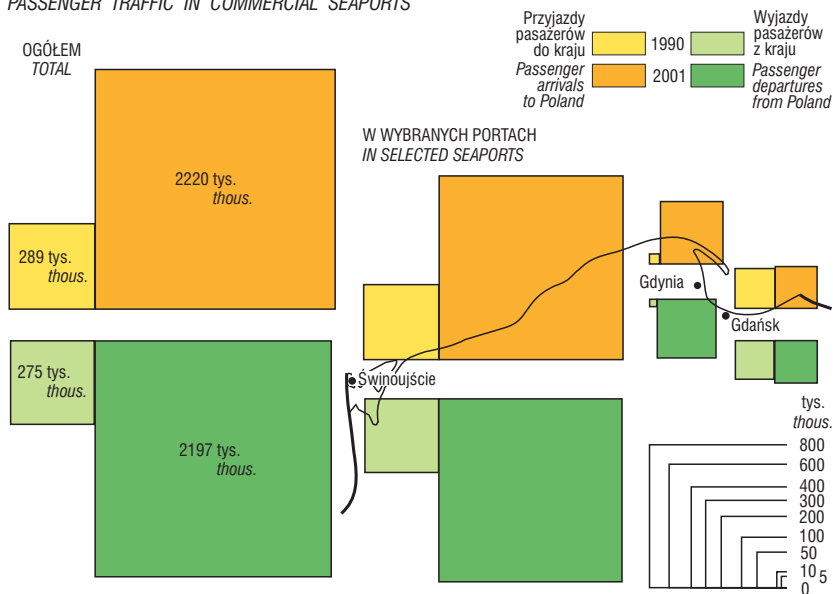 PASSENGER TRAFFIC IN COMMERCIAL SEAPORTS
OGÓŁEM
TOTAL
Przyjazdy
pasażerów
do kraju
1990
Wyjazdy
pasażerów
z kraju
Passenger
arrivals
to Poland
2001
Passenger
departures
from Poland
W WYBRANYCH PORTACH
IN SELECTED SEAPORTS
2220 tys.
thous.
289 tys.
thous.
275 tys.
thous.
2197 tys.
thous.
Świnoujście
Gdynia
Gdańsk
tys.
thous.
800
600
400
300
200
100
50
10
5
0